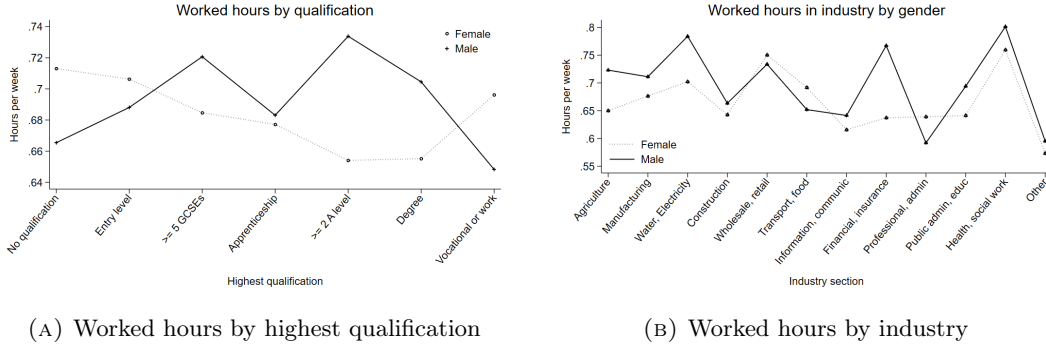 Worked hours by qualification
.74
.72
.7
.68
.66
.64
Hours per week
Female
Male
No qualification
Entry level
>= 5 GCSEs
Apprenticeship
>= 2 A level
Degree
Vocational or work
Highest qualification
(A) Worked hours by highest qualification
Worked hours in industry by gender
.8
.75
.7
.65
.6
.55
Hours per week
Female
Male
Agriculture
Manufacturing
Water, Electricity
Construction
Wholesale, retail
Transport, food
Information, communic
Financial, insurance
Professional, admin
Public admin, educ
Health, social work
Other
Industry section
(B) Worked hours by industry